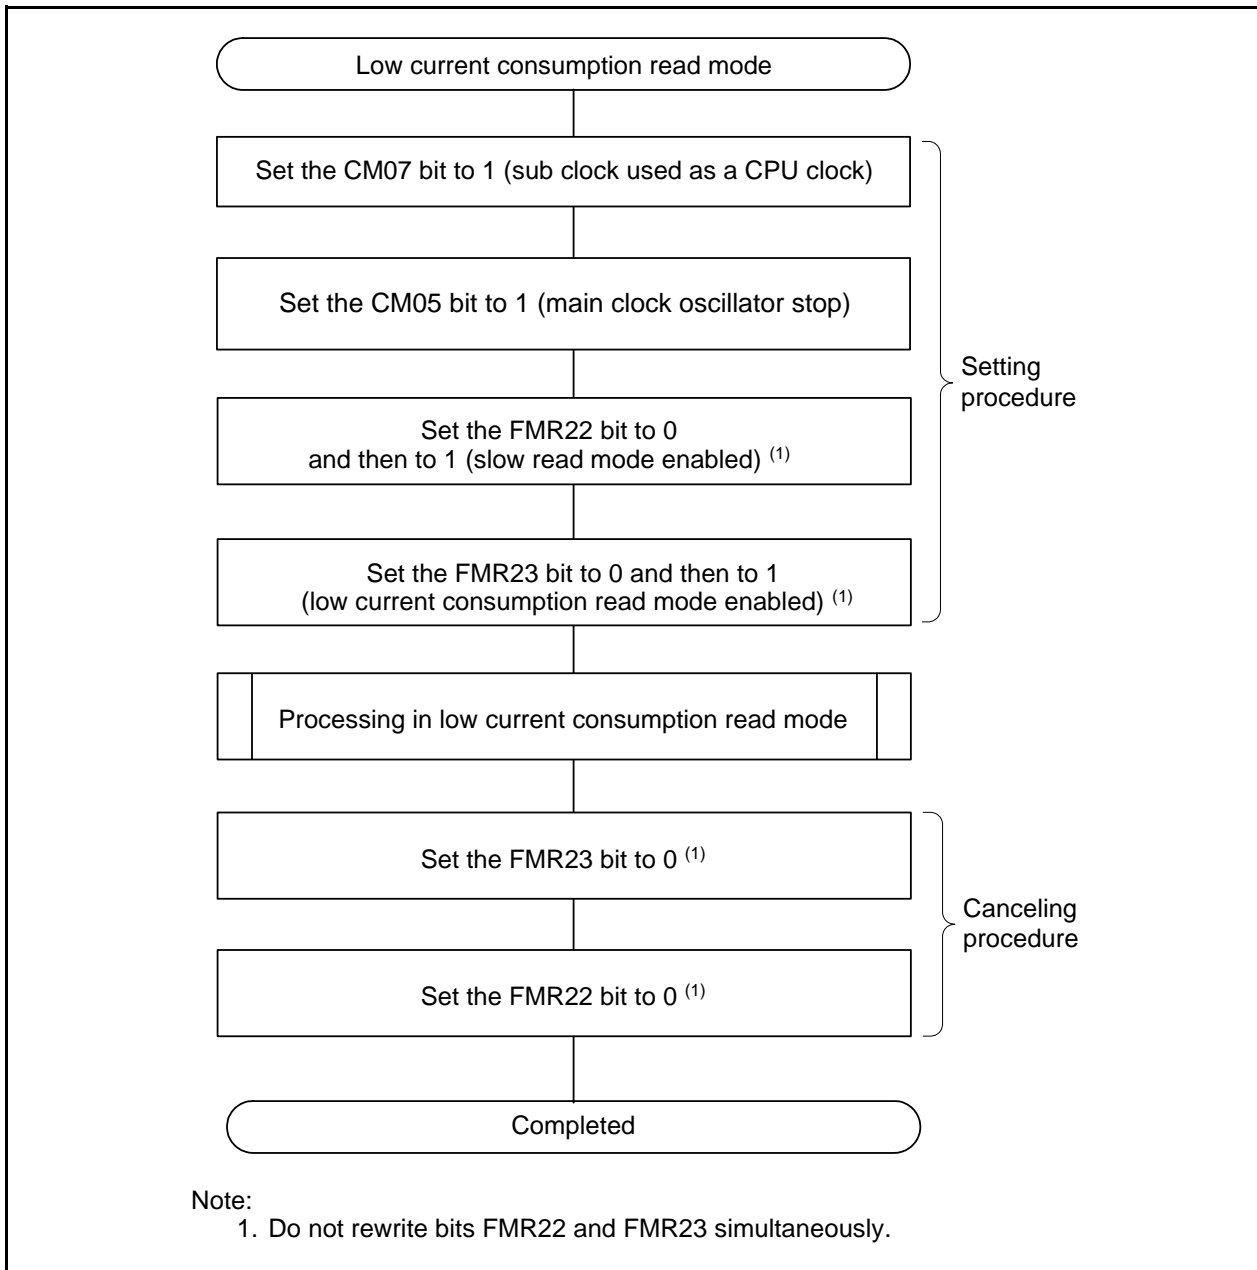 Low current consumption read mode
Set the CM07 bit to 1 (sub clock used as a CPU clock)
Set the CM05 bit to 1 (main clock oscillator stop)
Setting
procedure
Set the FMR22 bit to 0
and then to 1 (slow read mode enabled) (1)
Set the FMR23 bit to 0 and then to 1
(low current consumption read mode enabled) (1)
Processing in low current consumption read mode
Set the FMR23 bit to 0 (1)
Canceling
procedure
Set the FMR22 bit to 0 (1)
Completed
Note:
1. Do not rewrite bits FMR22 and FMR23 simultaneously.